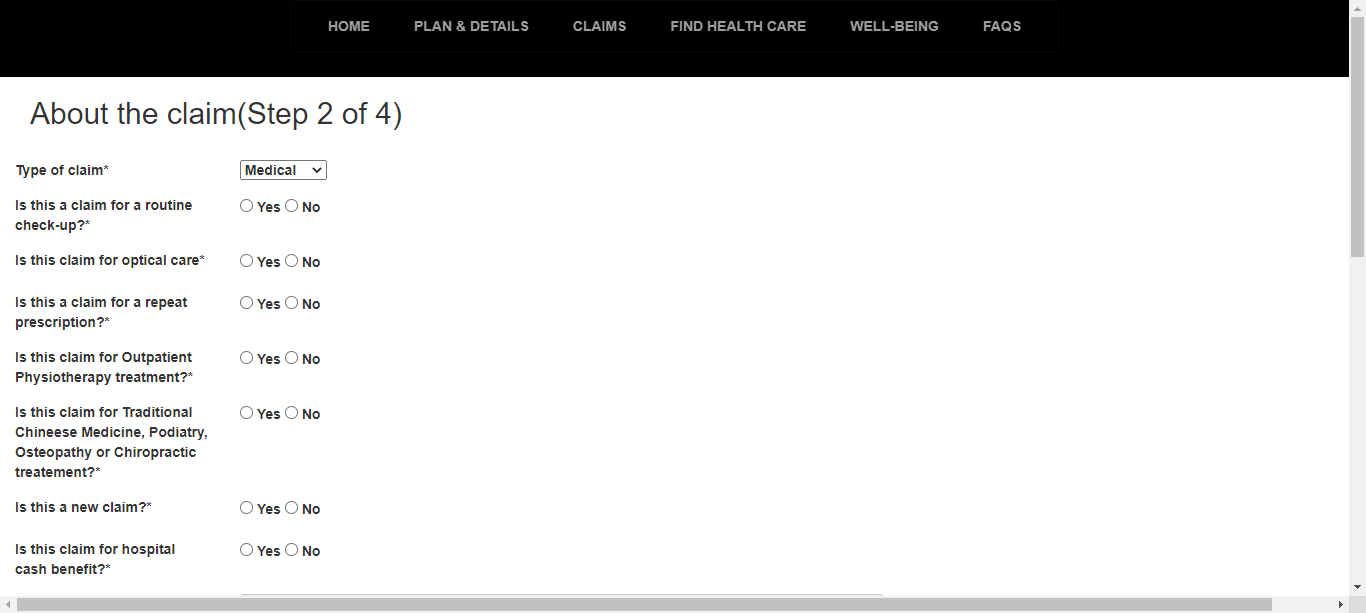 HOME PLAN & DETAILS CLAIMS FIND HEALTH CARE WELL-BEING FAQS
About the claim(Step 2 of 4)
Type of claim* Medical
Is this a claim for a routine
check-up?* Yes No
Is this claim for optical care* Yes No
Is this a claim for a repeat
prescription?* Yes No
Is this claim for Outpatient
Physiotherapy treatment?* Yes No
Is this claim for Traditional
Chineese Medicine, Podiatry,
Osteopathy or Chiropractic
treatement?* Yes No
Is this a new claim?* Yes No
Is this claim for hospital
cash benefit?* Yes No